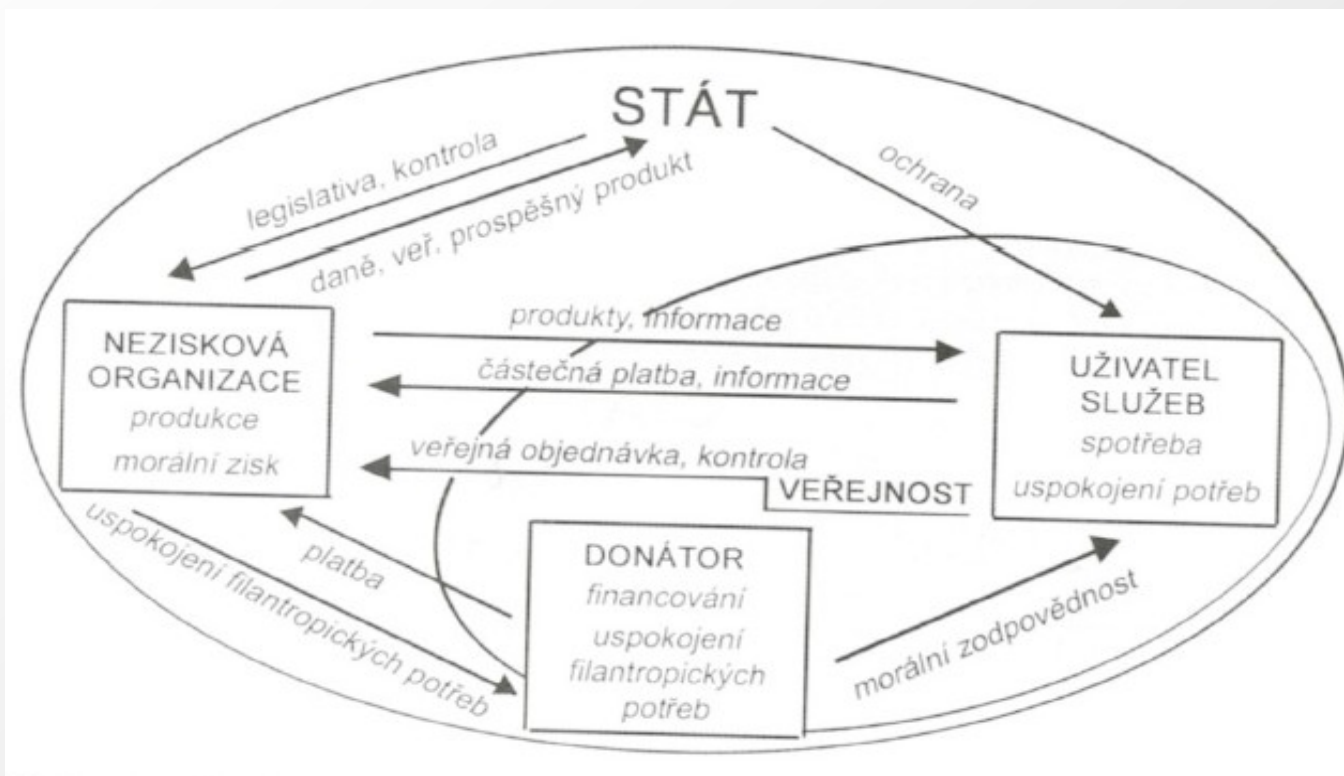 STÁT
legislativa, kontrola
daně, veř, prospěšný produkt
ochrana
NEZISKOVÁ
ORGANIZACE
produkce
morální zisk
produkty, informace
částečná platba, informace
veřejná objednávka, kontrola
VEŘEJNOST
UŽIVATEL
SLUŽEB
spotřeba
uspokojení potřeb
uspokojení filantropických potřeb
platba
DONÁTOR
financování
uspokojení
filantropických
potřeb
morální zodpovědnost